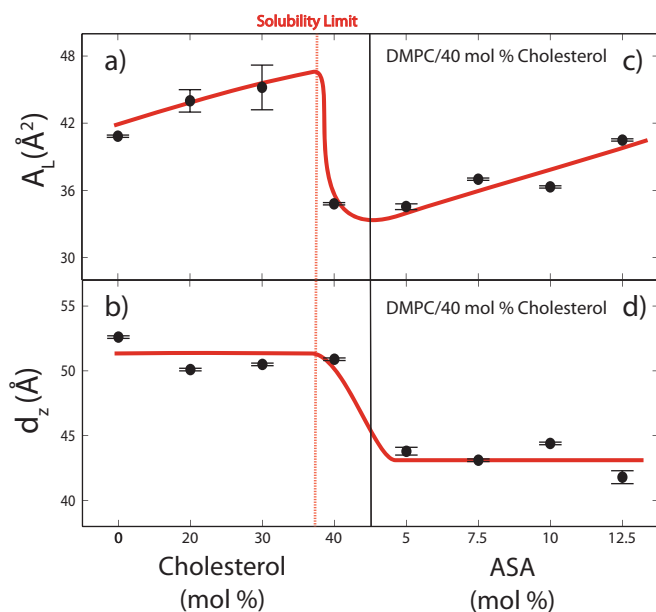 Solubility Limit
a)
DMPC/40 mol % Cholesterol
c)
48
42
36
30
A_L (Å²)
b)
DMPC/40 mol % Cholesterol
d)
55
50
45
40
d_z (Å)
0
20
30
40
5
7.5
10
12.5
Cholesterol
(mol %)
ASA
(mol %)